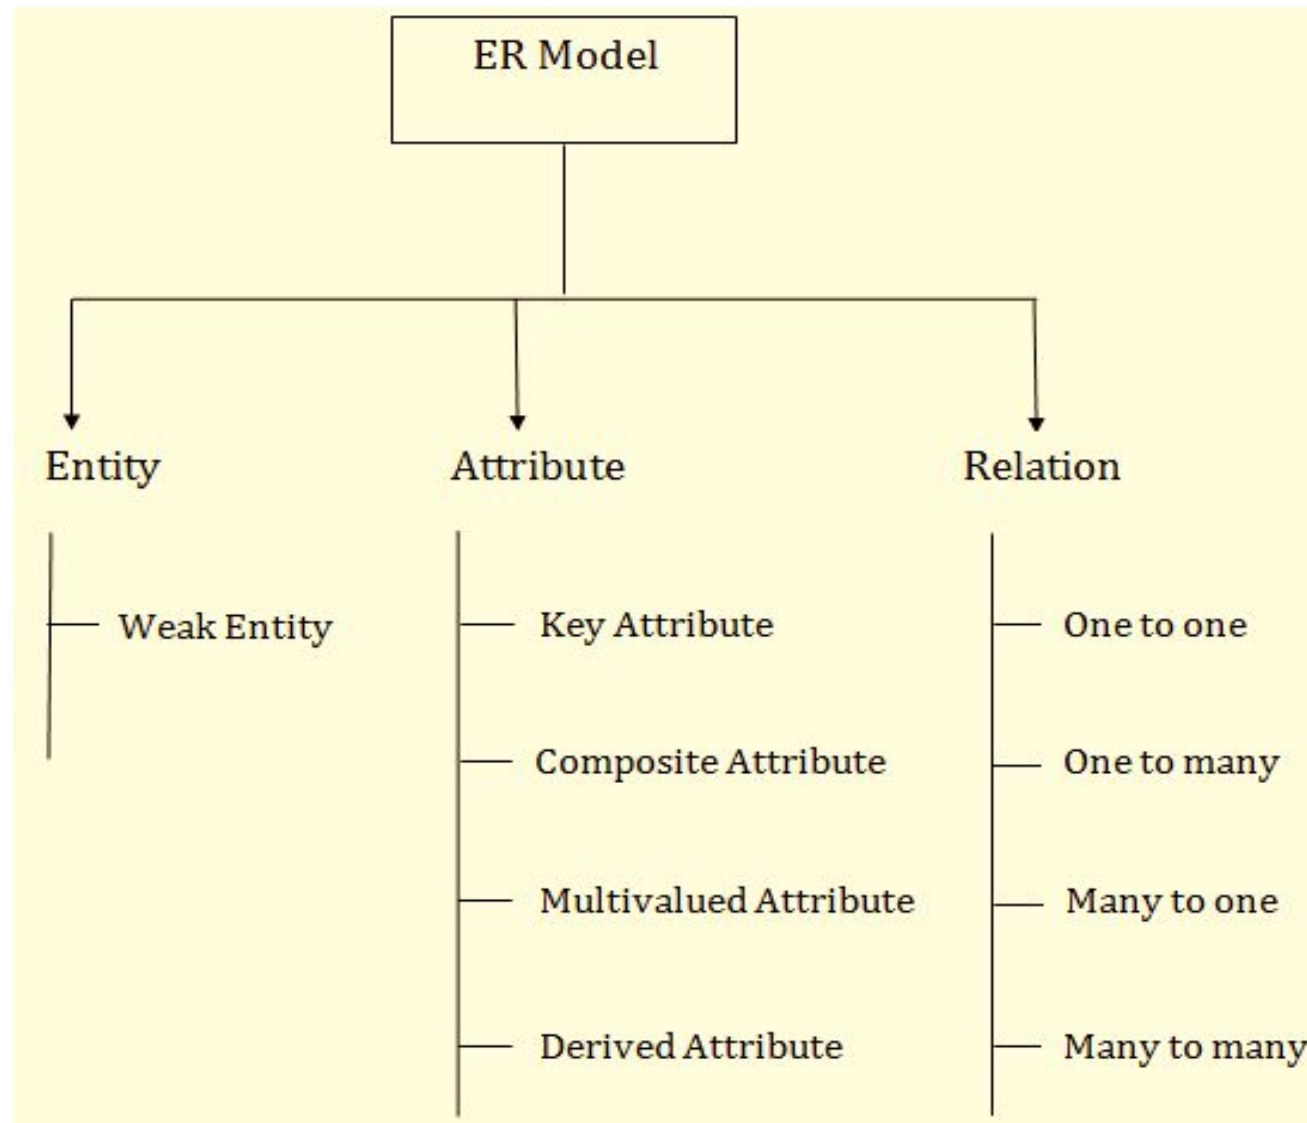 ER Model
Entity
Attribute
Relation
Weak Entity
Key Attribute
One to one
Composite Attribute
One to many
Multivalued Attribute
Many to one
Derived Attribute
Many to many